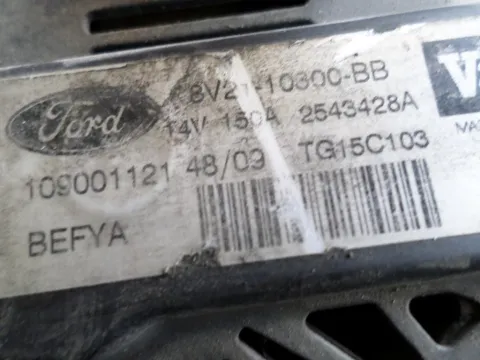 Ford
8V21-10300-BB
14V 150A 2543428A
109001121 48/09 TG15C103
BEFYA